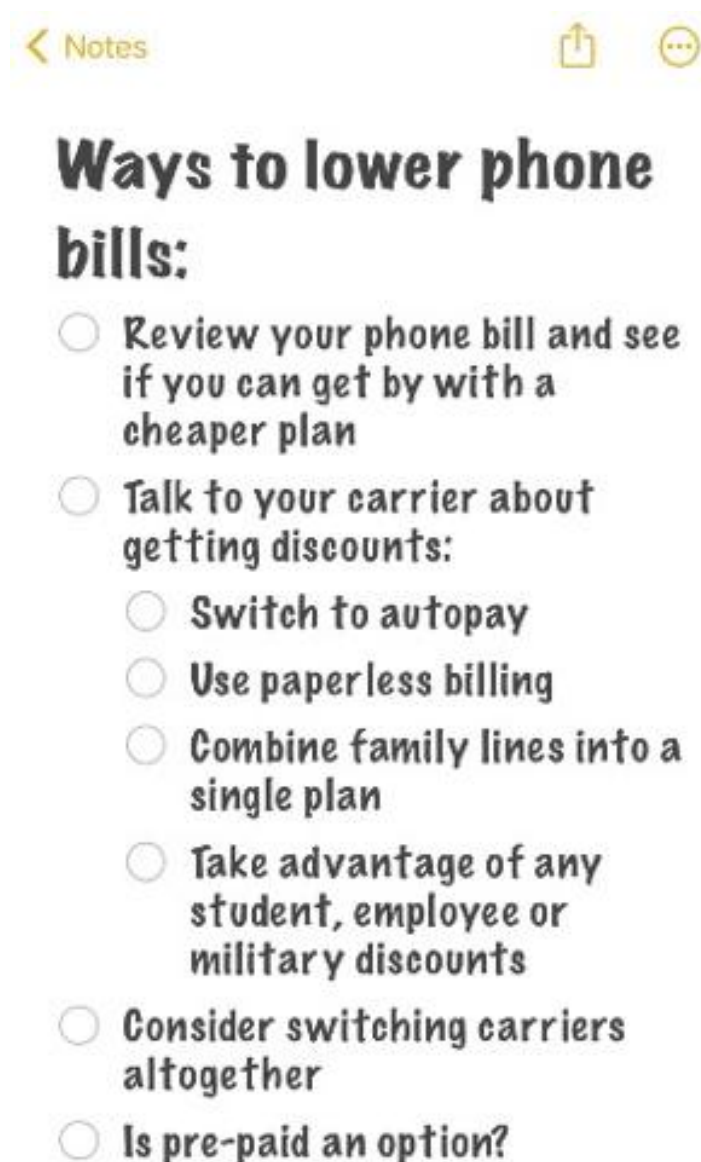 Notes
Ways to lower phone
bills:
Review your phone bill and see
if you can get by with a
cheaper plan
Talk to your carrier about
getting discounts:
Switch to autopay
Use paperless billing
Combine family lines into a
single plan
Take advantage of any
student, employee or
military discounts
Consider switching carriers
altogether
Is pre-paid an option?